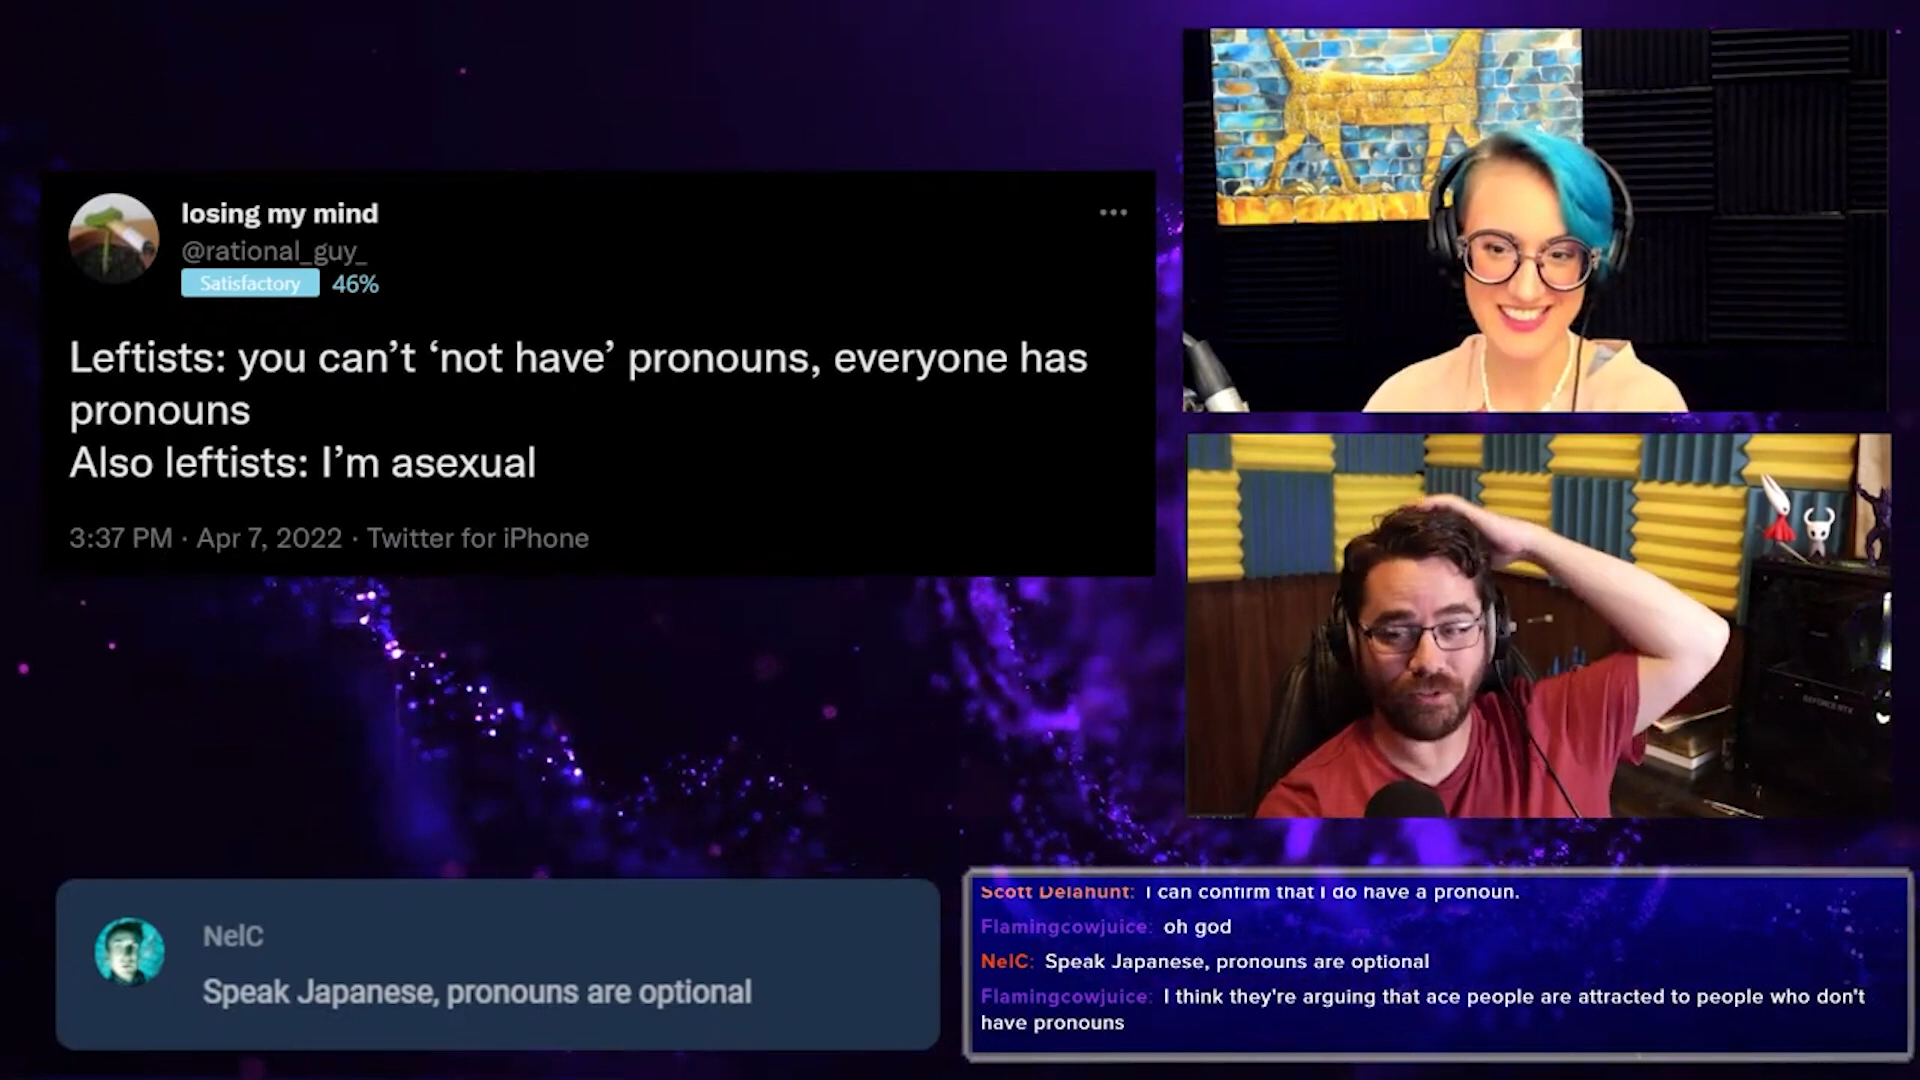 losing my mind
@rational_guy_
Satisfactory 46%
Leftists: you can’t ‘not have’ pronouns, everyone has
pronouns
Also leftists: I’m asexual
3:37 PM · Apr 7, 2022 · Twitter for iPhone
NelC
Speak Japanese, pronouns are optional
Scott Delahunt: I can confirm that I do have a pronoun.
Flamingcowjuice: oh god
NelC: Speak Japanese, pronouns are optional
Flamingcowjuice: I think they're arguing that ace people are attracted to people who don't
have pronouns
GEFORCE RTX